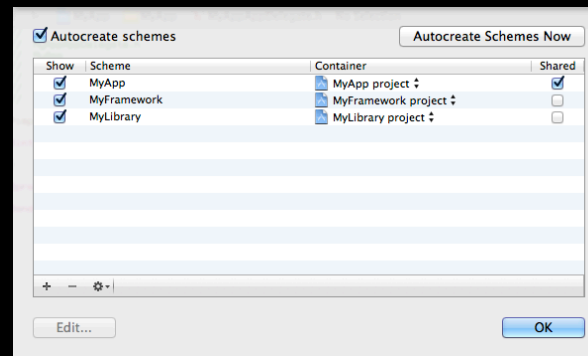 Autocreate schemes
Autocreate Schemes Now
Show Scheme Container Shared
MyApp MyApp project
MyFramework MyFramework project
MyLibrary MyLibrary project
Edit...
OK